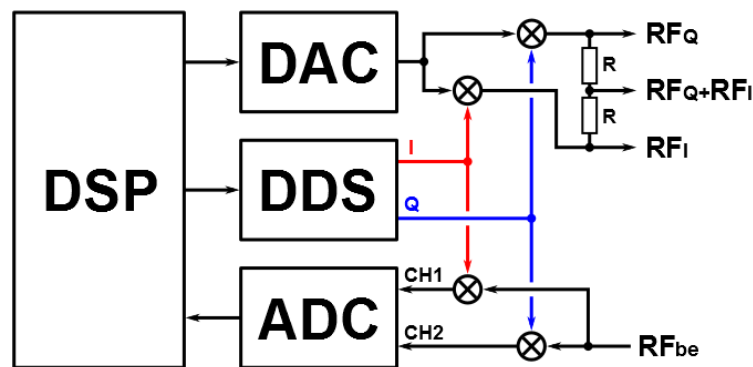 DSP
DAC
DDS
ADC
I
Q
CH1
CH2
RFQ
R
RFQ+RFI
R
RFI
RFbe